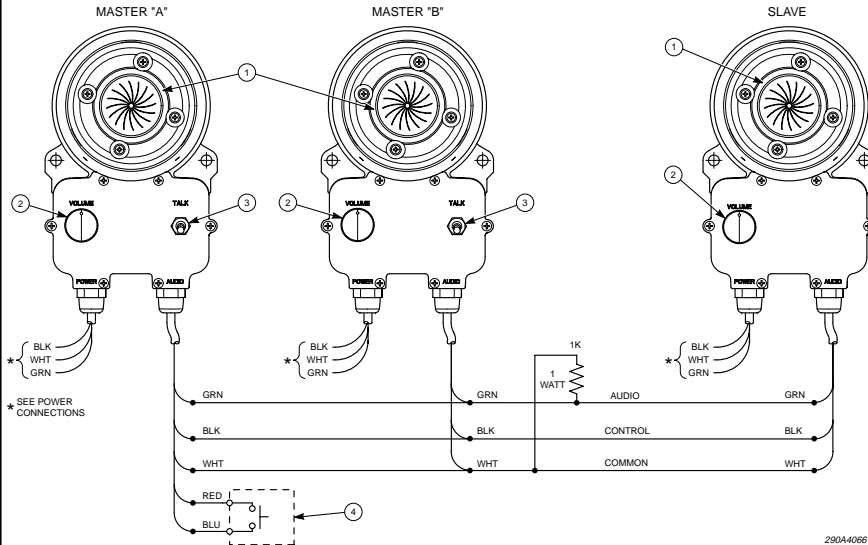 MASTER "A"
MASTER "B"
SLAVE
1
1
2
VOLUME
TALK
3
2
VOLUME
TALK
3
2
VOLUME
POWER
AUDIO
POWER
AUDIO
POWER
AUDIO
* BLK
WHT
GRN
* BLK
WHT
GRN
* BLK
WHT
GRN
* SEE POWER
CONNECTIONS
1K
1
WATT
GRN
GRN
AUDIO
GRN
BLK
BLK
CONTROL
BLK
WHT
WHT
COMMON
WHT
RED
BLU
4